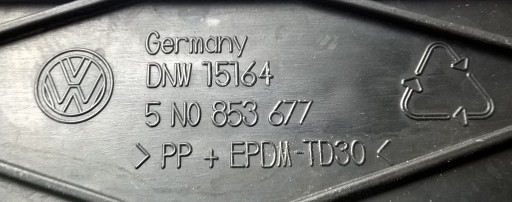 Germany
DNW 15164
5 N0 853 677
> PP + EPDM-TD30 <